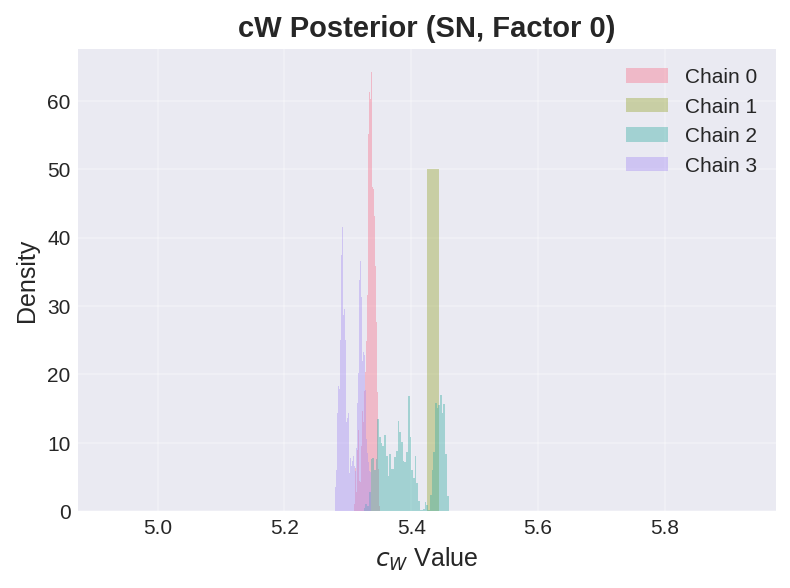 cW Posterior (SN, Factor 0)
Chain 0
Chain 1
Chain 2
Chain 3
Density
60
50
40
30
20
10
0
5.0 5.2 5.4 5.6 5.8
c_W Value